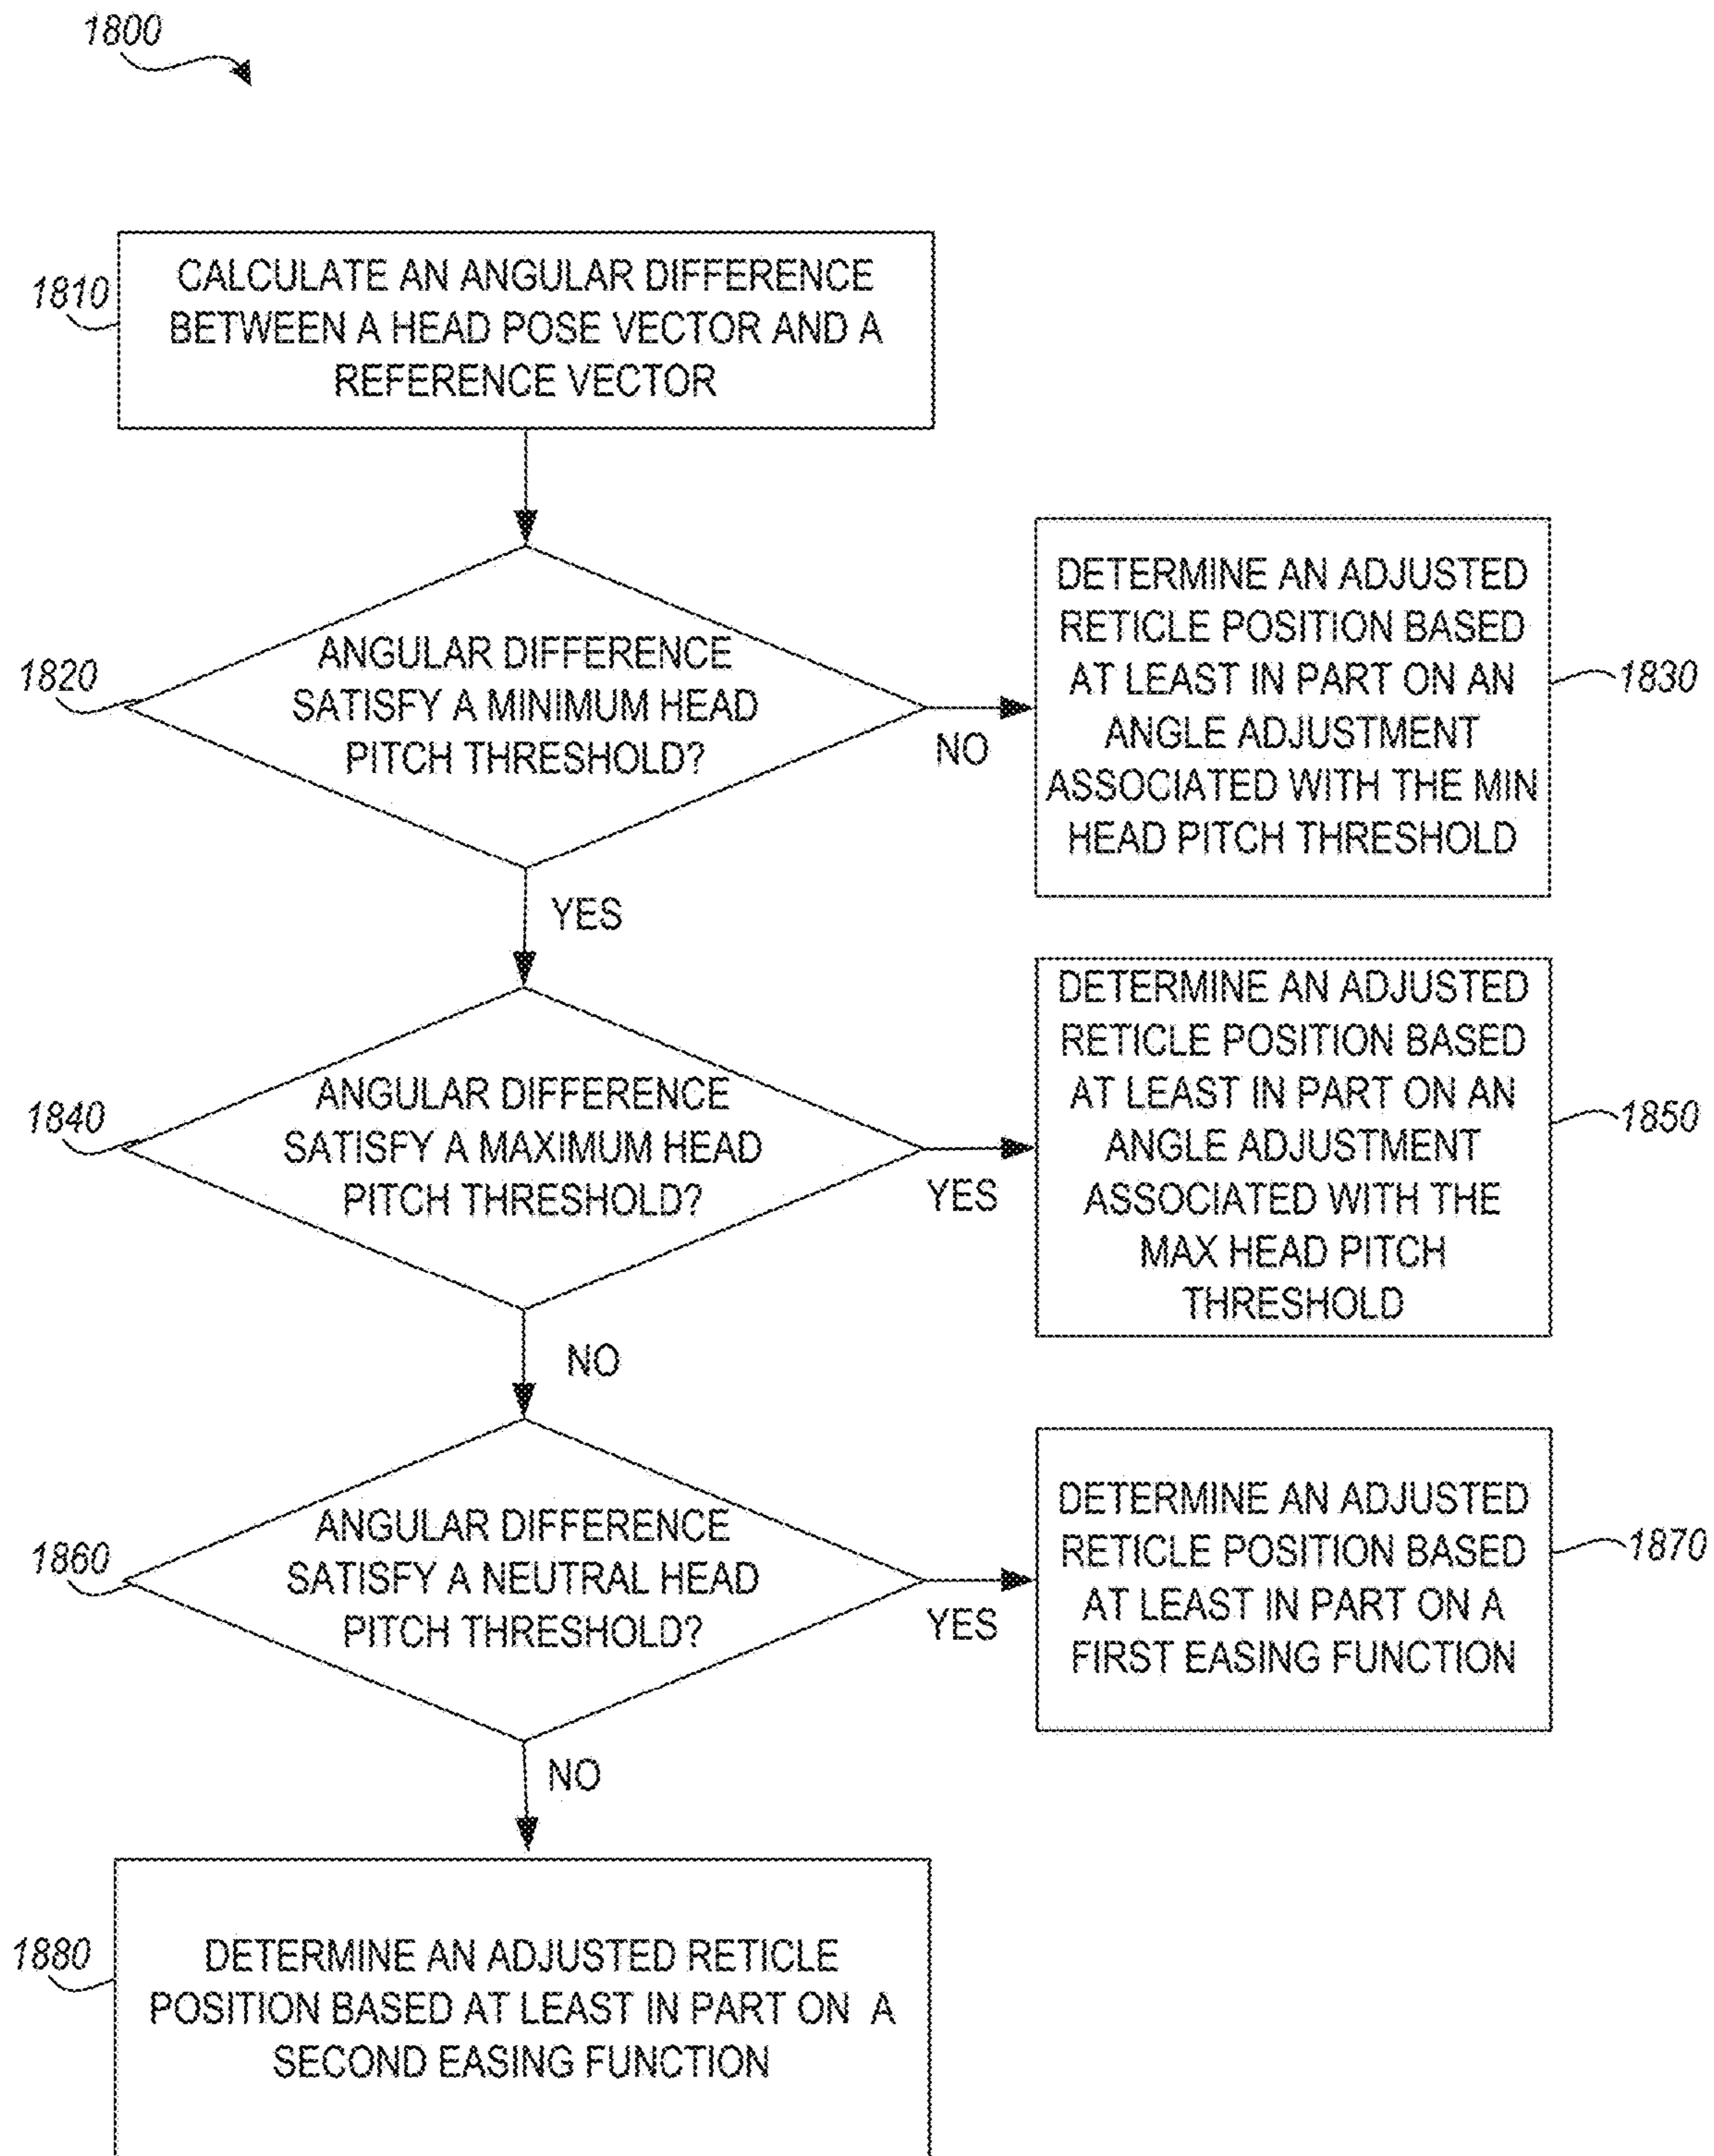 1800
1810
CALCULATE AN ANGULAR DIFFERENCE
BETWEEN A HEAD POSE VECTOR AND A
REFERENCE VECTOR
1820
ANGULAR DIFFERENCE
SATISFY A MINIMUM HEAD
PITCH THRESHOLD?
NO
DETERMINE AN ADJUSTED
RETICLE POSITION BASED
AT LEAST IN PART ON AN
ANGLE ADJUSTMENT
ASSOCIATED WITH THE MIN
HEAD PITCH THRESHOLD
1830
YES
1840
ANGULAR DIFFERENCE
SATISFY A MAXIMUM HEAD
PITCH THRESHOLD?
YES
DETERMINE AN ADJUSTED
RETICLE POSITION BASED
AT LEAST IN PART ON AN
ANGLE ADJUSTMENT
ASSOCIATED WITH THE
MAX HEAD PITCH
THRESHOLD
1850
NO
1860
ANGULAR DIFFERENCE
SATISFY A NEUTRAL HEAD
PITCH THRESHOLD?
YES
DETERMINE AN ADJUSTED
RETICLE POSITION BASED
AT LEAST IN PART ON A
FIRST EASING FUNCTION
1870
NO
1880
DETERMINE AN ADJUSTED RETICLE
POSITION BASED AT LEAST IN PART ON A
SECOND EASING FUNCTION